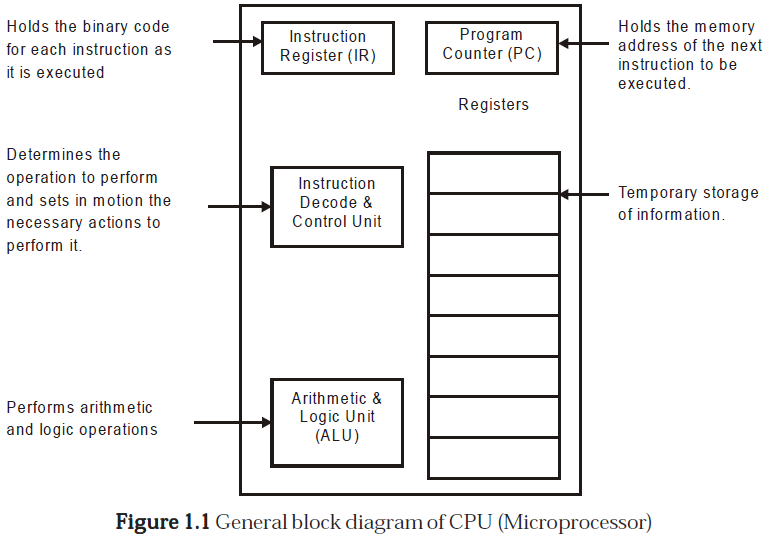 Holds the binary code
for each instruction as
it is executed
Instruction
Register (IR)
Program
Counter (PC)
Holds the memory
address of the next
instruction to be
executed.
Registers
Determines the
operation to perform
and sets in motion the
necessary actions to
perform it.
Instruction
Decode &
Control Unit
Temporary storage
of information.
Performs arithmetic
and logic operations
Arithmetic &
Logic Unit
(ALU)
Figure 1.1 General block diagram of CPU (Microprocessor)